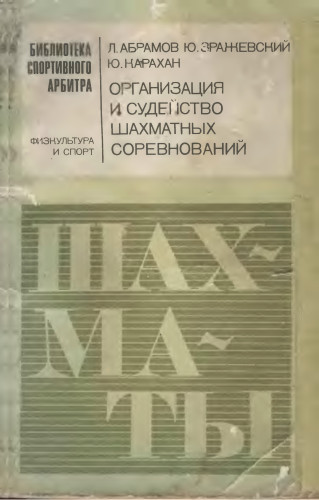 БИБЛИОТЕКА
СПОРТИВНОГО
АРБИТРА
ФИЗКУЛЬТУРА
И СПОРТ
Л. АБРАМОВ Ю. ЗРАЖЕВСКИЙ
Ю. КАРАХАН
ОРГАНИЗАЦИЯ
И СУДЕЙСТВО
ШАХМАТНЫХ
СОРЕВНОВАНИЙ
ШАХ-
МА-
ТЫ